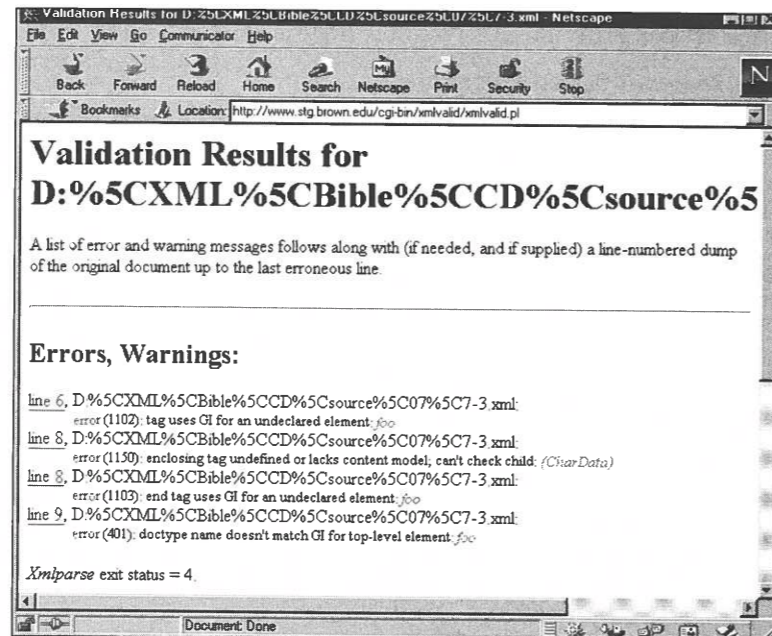 Validation Results for D:%5CXML%5CBible%5CCD%5Csource%5C07%5C7-3.xml - Netscape
File Edit View Go Communicator Help
Back Forward Reload Home Search Netscape Print Security Stop
My
N
Bookmarks Location: http://www.stg.brown.edu/cgi-bin/xmlvalid/xmlvalid.pl
Validation Results for
D:%5CXML%5CBible%5CCD%5Csource%5
A list of error and warning messages follows along with (if needed, and if supplied) a line-numbered dump
of the original document up to the last erroneous line.
Errors, Warnings:
line 6, D:%5CXML%5CBible%5CCD%5Csource%5C07%5C7-3.xml:
error (1102): tag uses GI for an undeclared element: foo
line 8, D:%5CXML%5CBible%5CCD%5Csource%5C07%5C7-3.xml:
error (1150): enclosing tag undefined or lacks content model; can't check child: (CharData)
line 8, D:%5CXML%5CBible%5CCD%5Csource%5C07%5C7-3.xml:
error (1103): end tag uses GI for an undeclared element: foo
line 9, D:%5CXML%5CBible%5CCD%5Csource%5C07%5C7-3.xml:
error (401): doctype name doesn't match GI for top-level element: foo
Xmlparse exit status = 4.
Document: Done